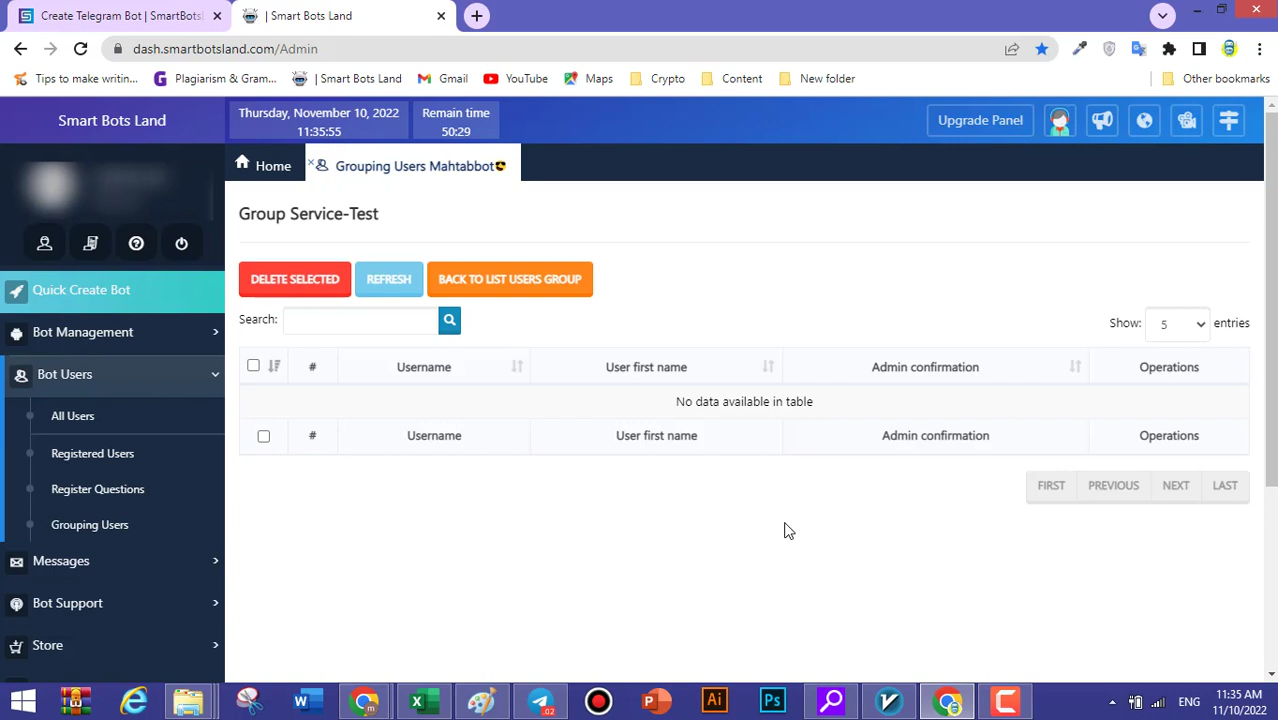 Create Telegram Bot | SmartBotsL
| Smart Bots Land
dash.smartbotsland.com/Admin
Tips to make writin...
Plagiarism & Gram...
| Smart Bots Land
Gmail
YouTube
Maps
Crypto
Content
New folder
Other bookmarks
Smart Bots Land
Thursday, November 10, 2022
11:35:55
Remain time
50:29
Upgrade Panel
Home
Grouping Users Mahtabbot
Group Service-Test
DELETE SELECTED
REFRESH
BACK TO LIST USERS GROUP
Search:
Show: 5 entries
# Username User first name Admin confirmation Operations
No data available in table
# Username User first name Admin confirmation Operations
FIRST PREVIOUS NEXT LAST
Quick Create Bot
Bot Management
Bot Users
All Users
Registered Users
Register Questions
Grouping Users
Messages
Bot Support
Store
ENG
11:35 AM
11/10/2022